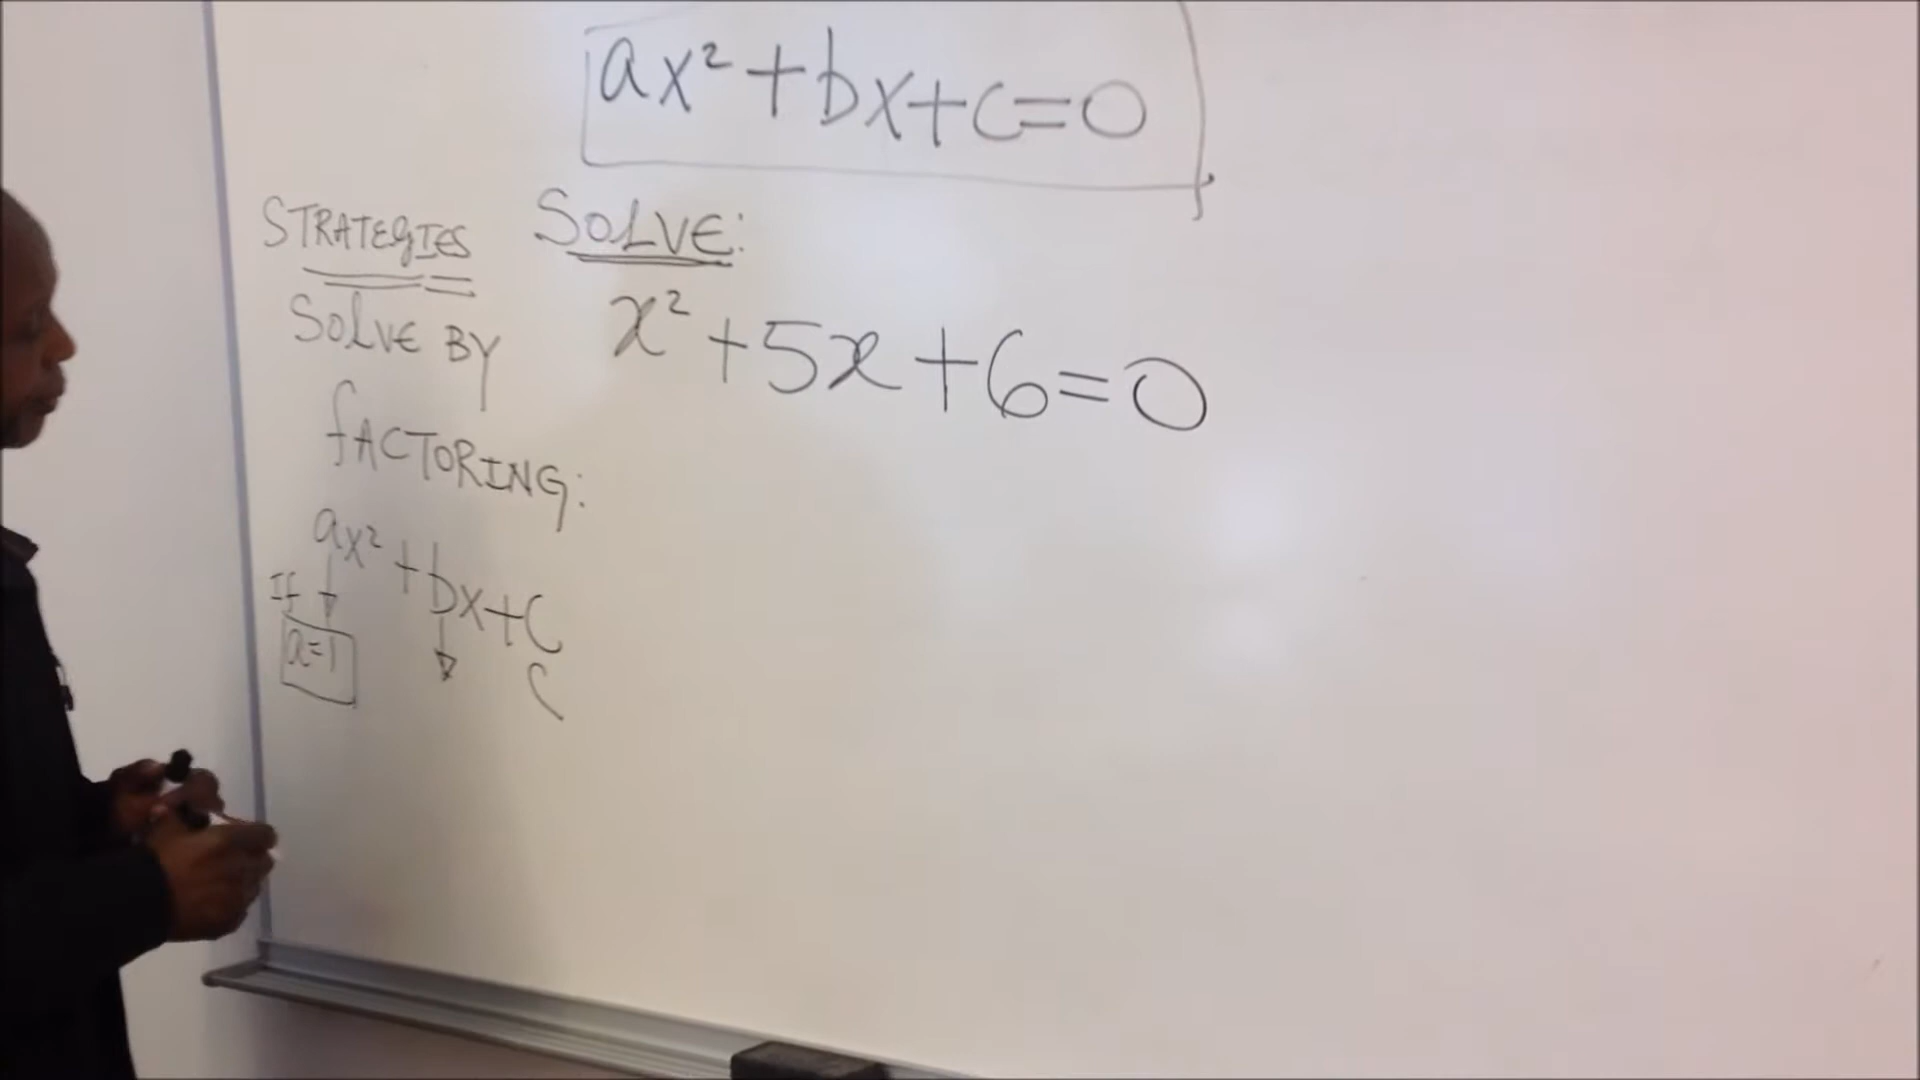 ax² + bx + c = 0
STRATEGIES
SOLVE BY
fACTORING:
ax² + bx + C
If
a=1
C
SOLVE:
x² + 5x + 6 = 0